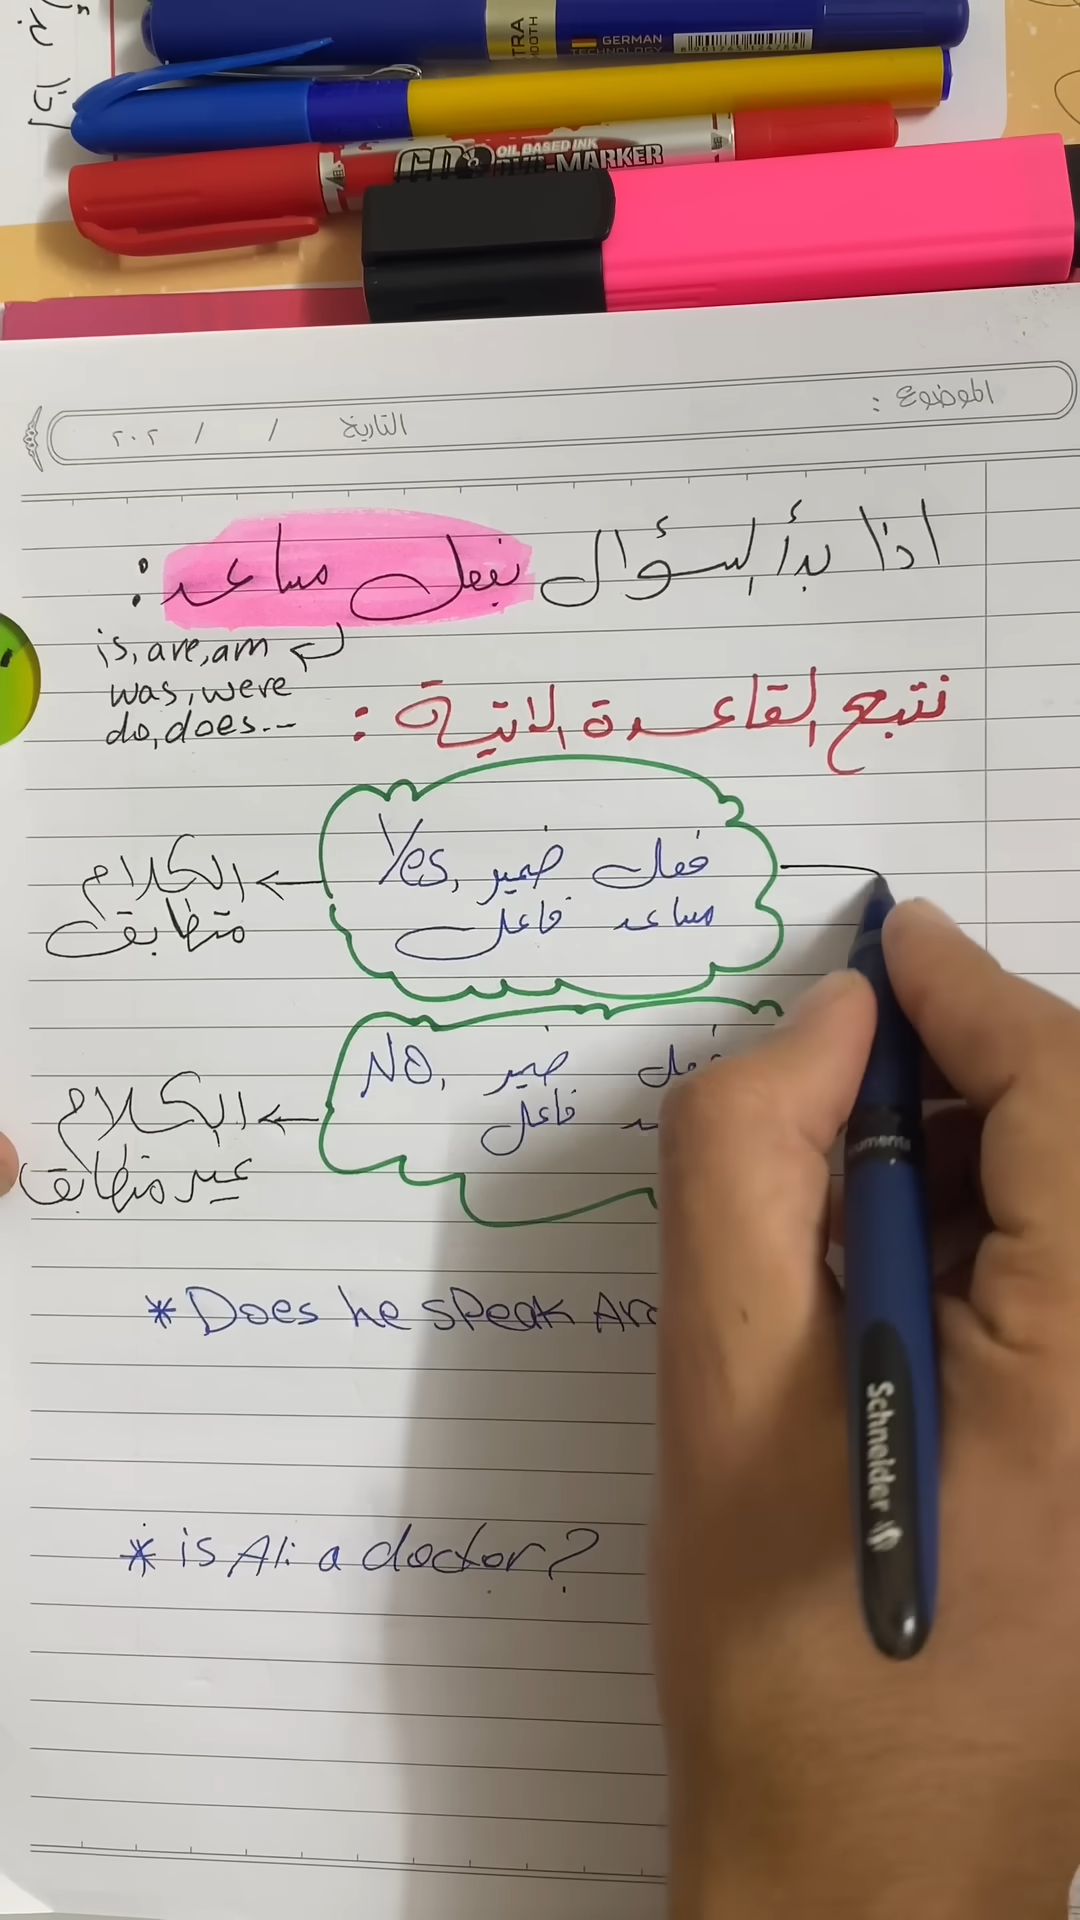 GERMAN
TECHNOLOGY
8901765124784
OIL BASED INK
-MARKER
الموضوع :
التاريخ / / ٢٠٢
اذا بدأ السؤال بفعل مساعد :
is, are, am
was, were
do, does...
نتبع القاعدة الاتية :
Yes, ضمير فعل
فاعل مساعد
الكلام
متطابق
No, ضمير
فاعل
الكلام
غير متطابق
* Does he speak
* is Ali a doctor?
Schneider